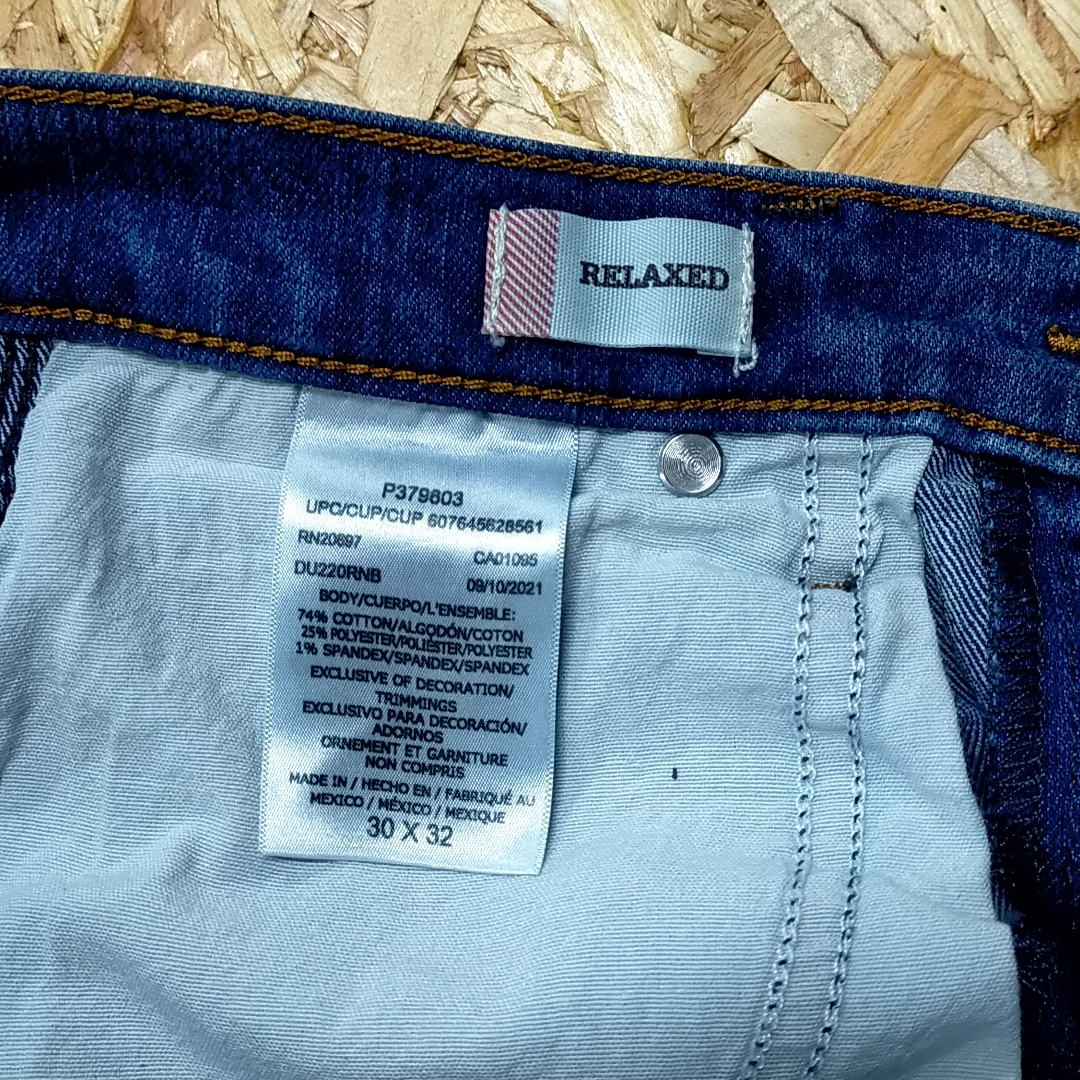 RELAXED
P379603
UPC/CUP/CUP 607645628561
RN20697
CA01095
DU220RNB
09/10/2021
BODY/CUERPO/L'ENSEMBLE:
74% COTTON/ALGODÓN/COTON
25% POLYESTER/POLIÉSTER/POLYESTER
1% SPANDEX/SPANDEX/SPANDEX
EXCLUSIVE OF DECORATION/
TRIMMINGS
EXCLUSIVO PARA DECORACIÓN/
ADORNOS
ORNEMENT ET GARNITURE
NON COMPRIS
MADE IN / HECHO EN / FABRIQUÉ AU
MEXICO / MÉXICO / MEXIQUE
30 X 32